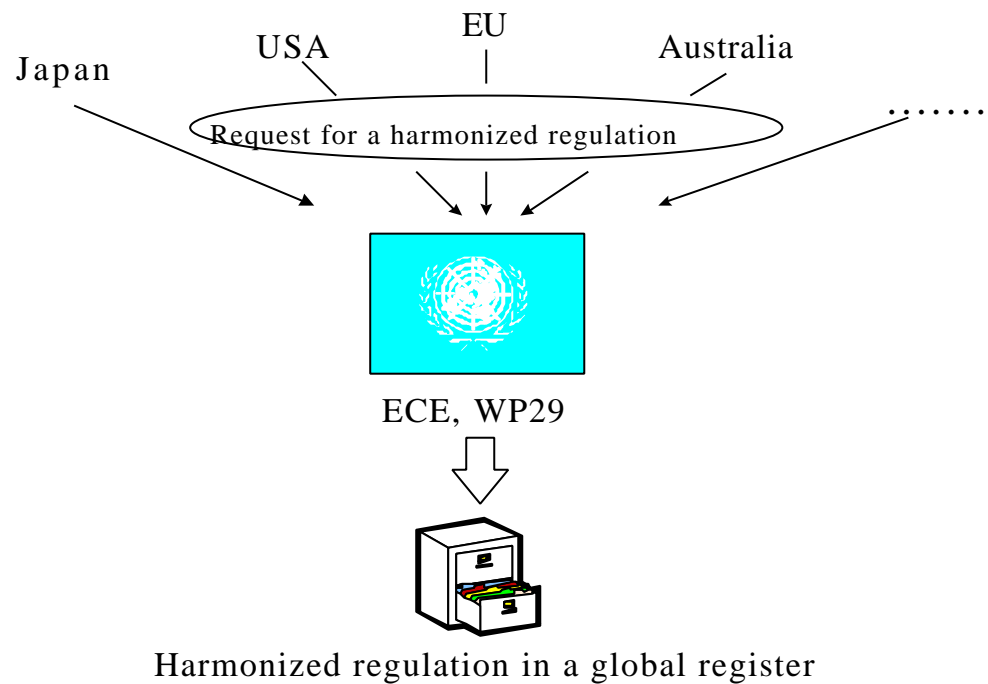 EU
USA
Australia
Japan
.......
Request for a harmonized regulation
ECE, WP29
Harmonized regulation in a global register